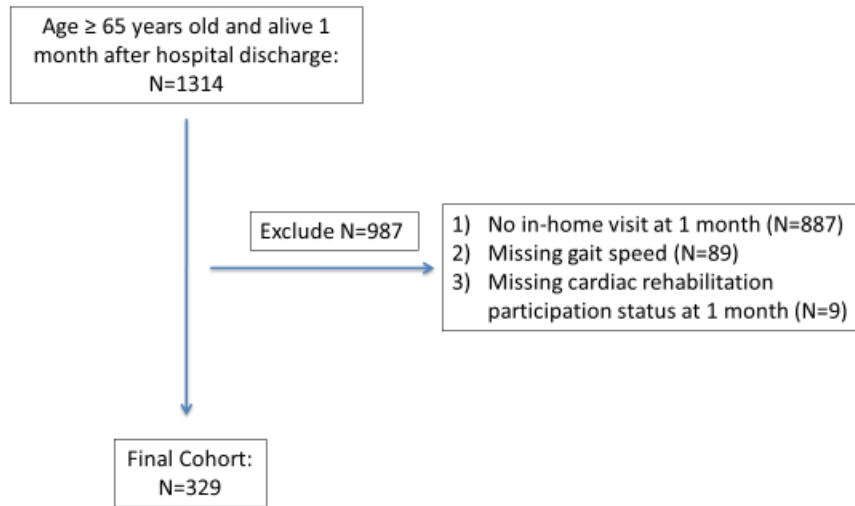 Age ≥ 65 years old and alive 1
month after hospital discharge:
N=1314
Exclude N=987
1) No in-home visit at 1 month (N=887)
2) Missing gait speed (N=89)
3) Missing cardiac rehabilitation
participation status at 1 month (N=9)
Final Cohort:
N=329